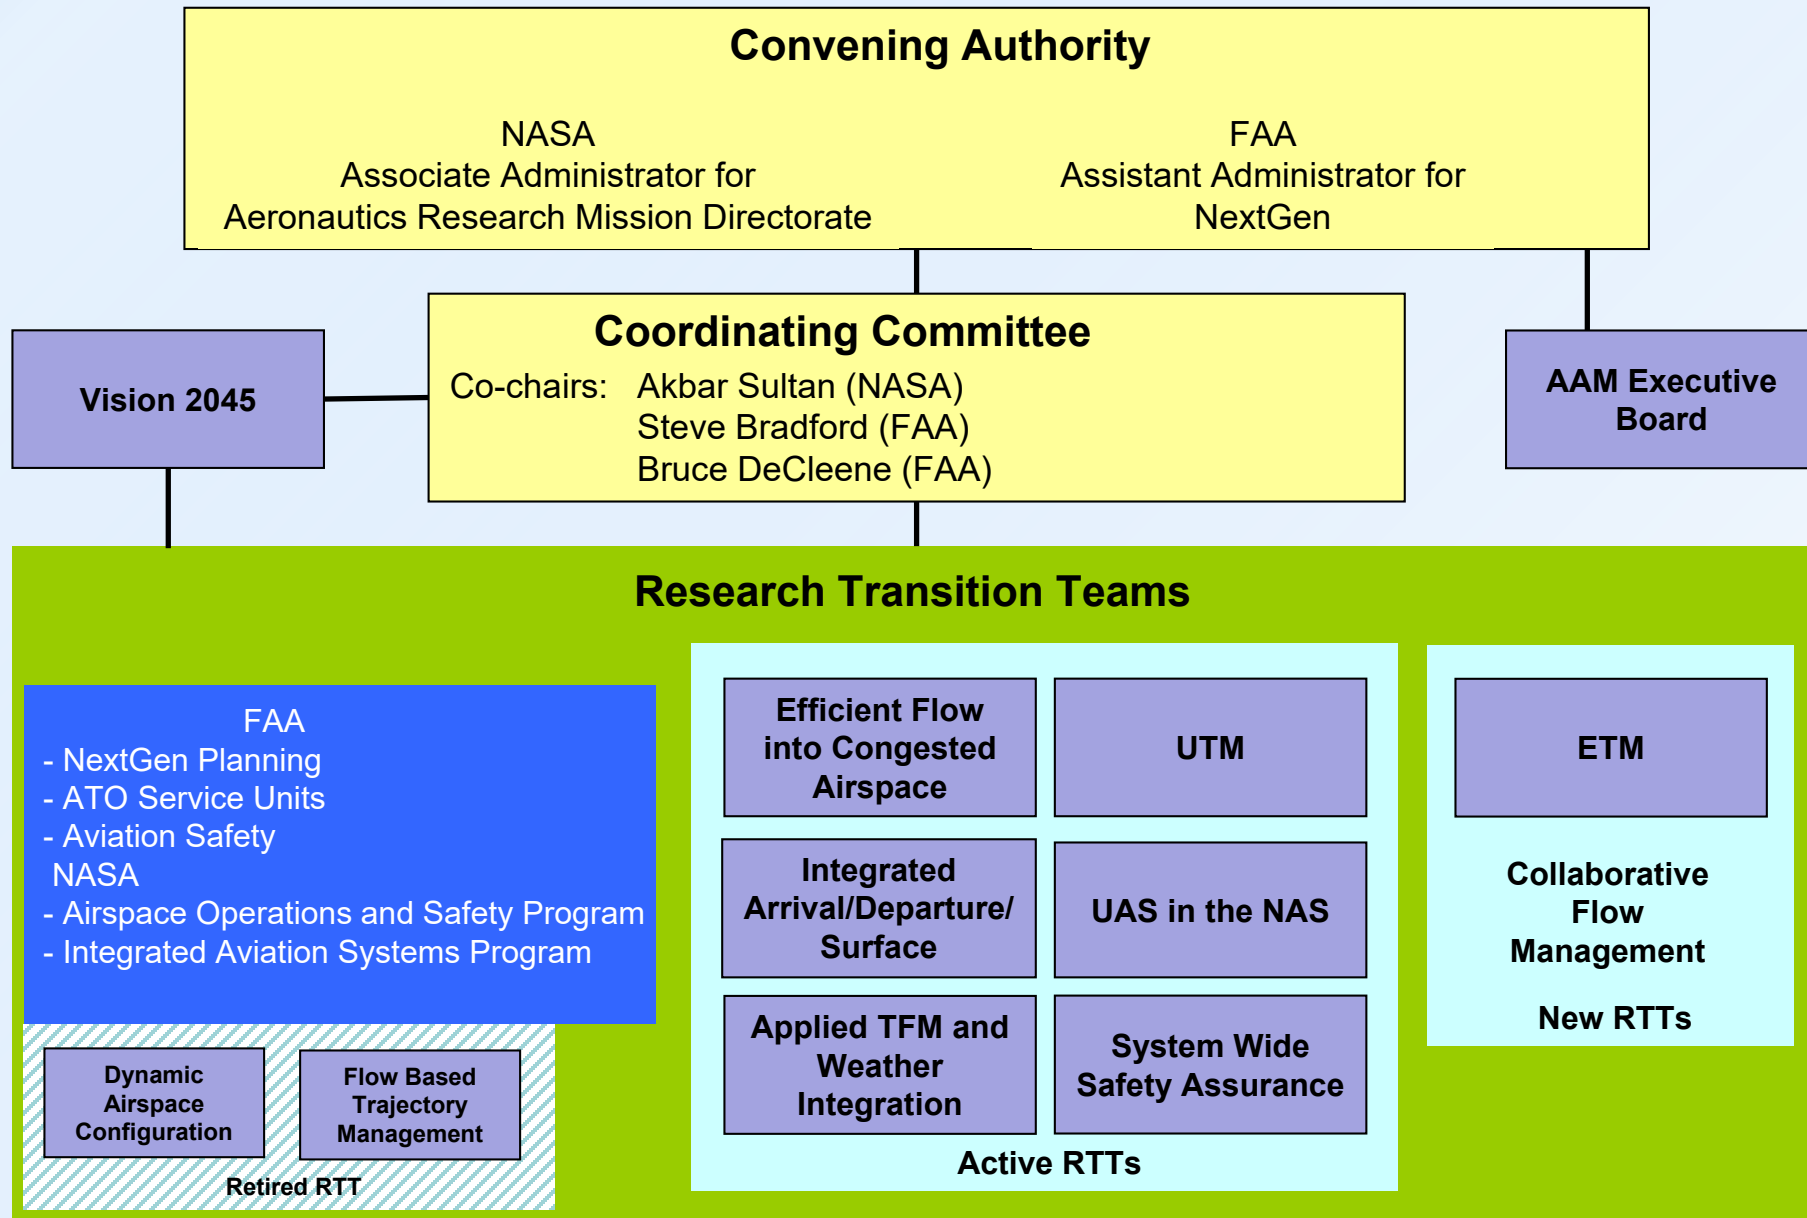 Convening Authority
NASA
Associate Administrator for
Aeronautics Research Mission Directorate
FAA
Assistant Administrator for
NextGen
Coordinating Committee
Co-chairs: Akbar Sultan (NASA)
Steve Bradford (FAA)
Bruce DeCleene (FAA)
Vision 2045
AAM Executive
Board
Research Transition Teams
FAA
- NextGen Planning
- ATO Service Units
- Aviation Safety
NASA
- Airspace Operations and Safety Program
- Integrated Aviation Systems Program
Dynamic
Airspace
Configuration
Flow Based
Trajectory
Management
Retired RTT
Efficient Flow
into Congested
Airspace
UTM
Integrated
Arrival/Departure/
Surface
UAS in the NAS
Applied TFM and
Weather
Integration
System Wide
Safety Assurance
Active RTTs
ETM
Collaborative
Flow
Management
New RTTs